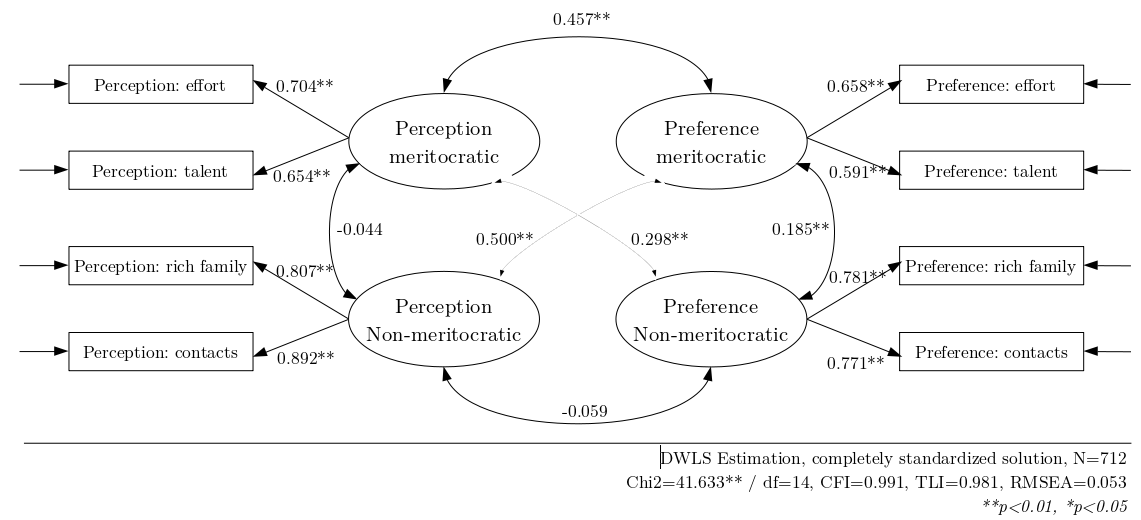 0.457**
Perception: effort
0.704**
0.658**
Preference: effort
Perception
meritocratic
Preference
meritocratic
Perception: talent
0.654**
0.591**
Preference: talent
-0.044
0.500**
0.298**
0.185**
Perception: rich family
0.807**
0.781**
Preference: rich family
Perception
Non-meritocratic
Preference
Non-meritocratic
Perception: contacts
0.892**
0.771**
Preference: contacts
-0.059
DWLS Estimation, completely standardized solution, N=712
Chi2=41.633** / df=14, CFI=0.991, TLI=0.981, RMSEA=0.053
**p<0.01, *p<0.05